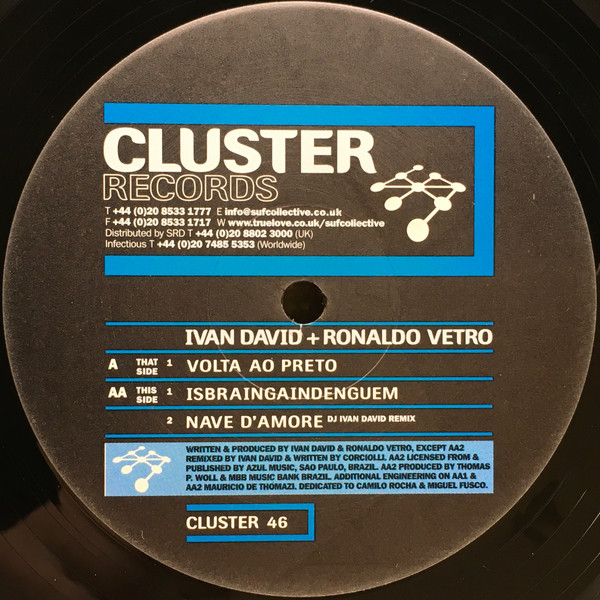 CLUSTER
RECORDS
T +44 (0)20 8533 1777 E info@sufcollective.co.uk
F +44 (0)20 8533 1717 W www.truelove.co.uk/sufcollective
Distributed by SRD T +44 (0)20 8802 3000 (UK)
Infectious T +44 (0)20 7485 5353 (Worldwide)
IVAN DAVID + RONALDO VETRO
A THAT SIDE 1 VOLTA AO PRETO
AA THIS SIDE 1 ISBRAINGAINDENGUEM
2 NAVE D'AMORE DJ IVAN DAVID REMIX
WRITTEN & PRODUCED BY IVAN DAVID & RONALDO VETRO, EXCEPT AA2
REMIXED BY IVAN DAVID & WRITTEN BY CORCIOLLI. AA2 LICENSED FROM &
PUBLISHED BY AZUL MUSIC, SAO PAULO, BRAZIL. AA2 PRODUCED BY THOMAS
P. WOLL & MBB MUSIC BANK BRAZIL. ADDITIONAL ENGINEERING ON AA1 &
AA2 MAURICIO DE THOMAZI. DEDICATED TO CAMILO ROCHA & MIGUEL FUSCO.
CLUSTER 46